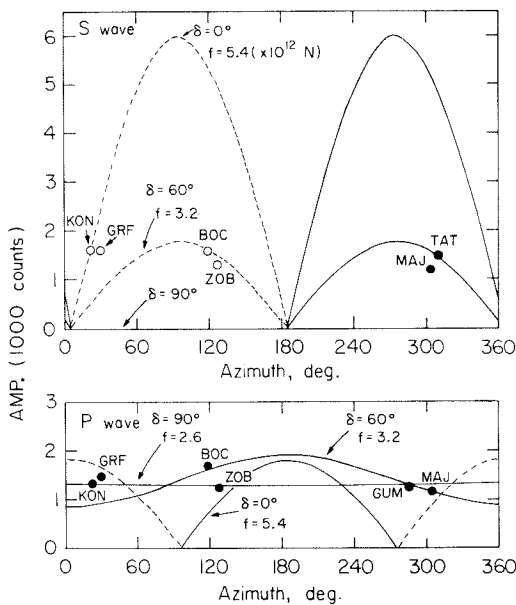 S wave
δ=0°
f=5.4(x10¹² N)
δ=60°
f=3.2
KON
GRF
BOC
ZOB
δ=90°
TAT
MAJ
6
5
4
3
2
1
0
0 60 120 180 240 300 360
Azimuth, deg.
AMP. (1000 counts)
P wave
δ=90°
f=2.6
δ=60°
f=3.2
GRF
BOC
KON
ZOB
GUM
MAJ
δ=0°
f=5.4
3
2
1
0
0 60 120 180 240 300 360
Azimuth, deg.